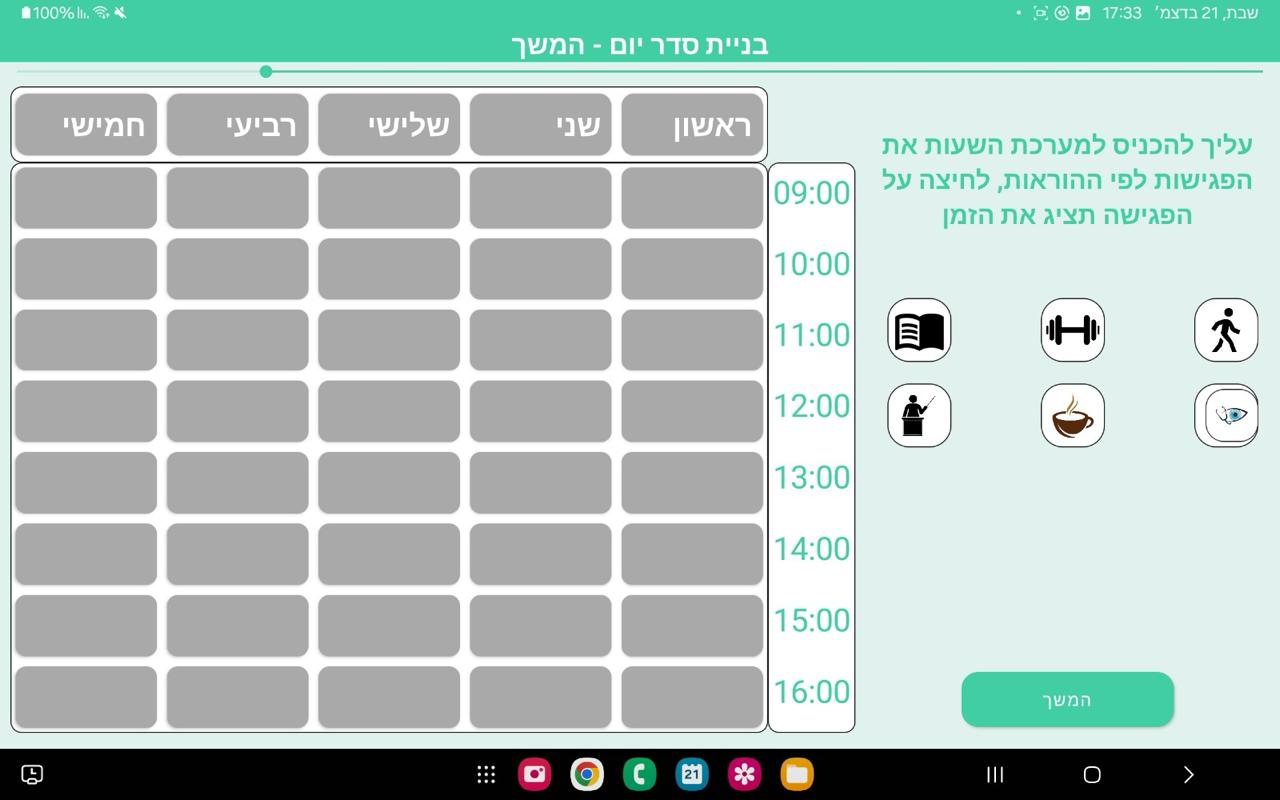 שבת, 21 בדצמ׳ 17:33
100%
בניית סדר יום - המשך
ראשון שני שלישי רביעי חמישי
עליך להכניס למערכת השעות את
הפגישות לפי ההוראות, לחיצה על
הפגישה תציג את הזמן
09:00
10:00
11:00
12:00
13:00
14:00
15:00
16:00
המשך
21